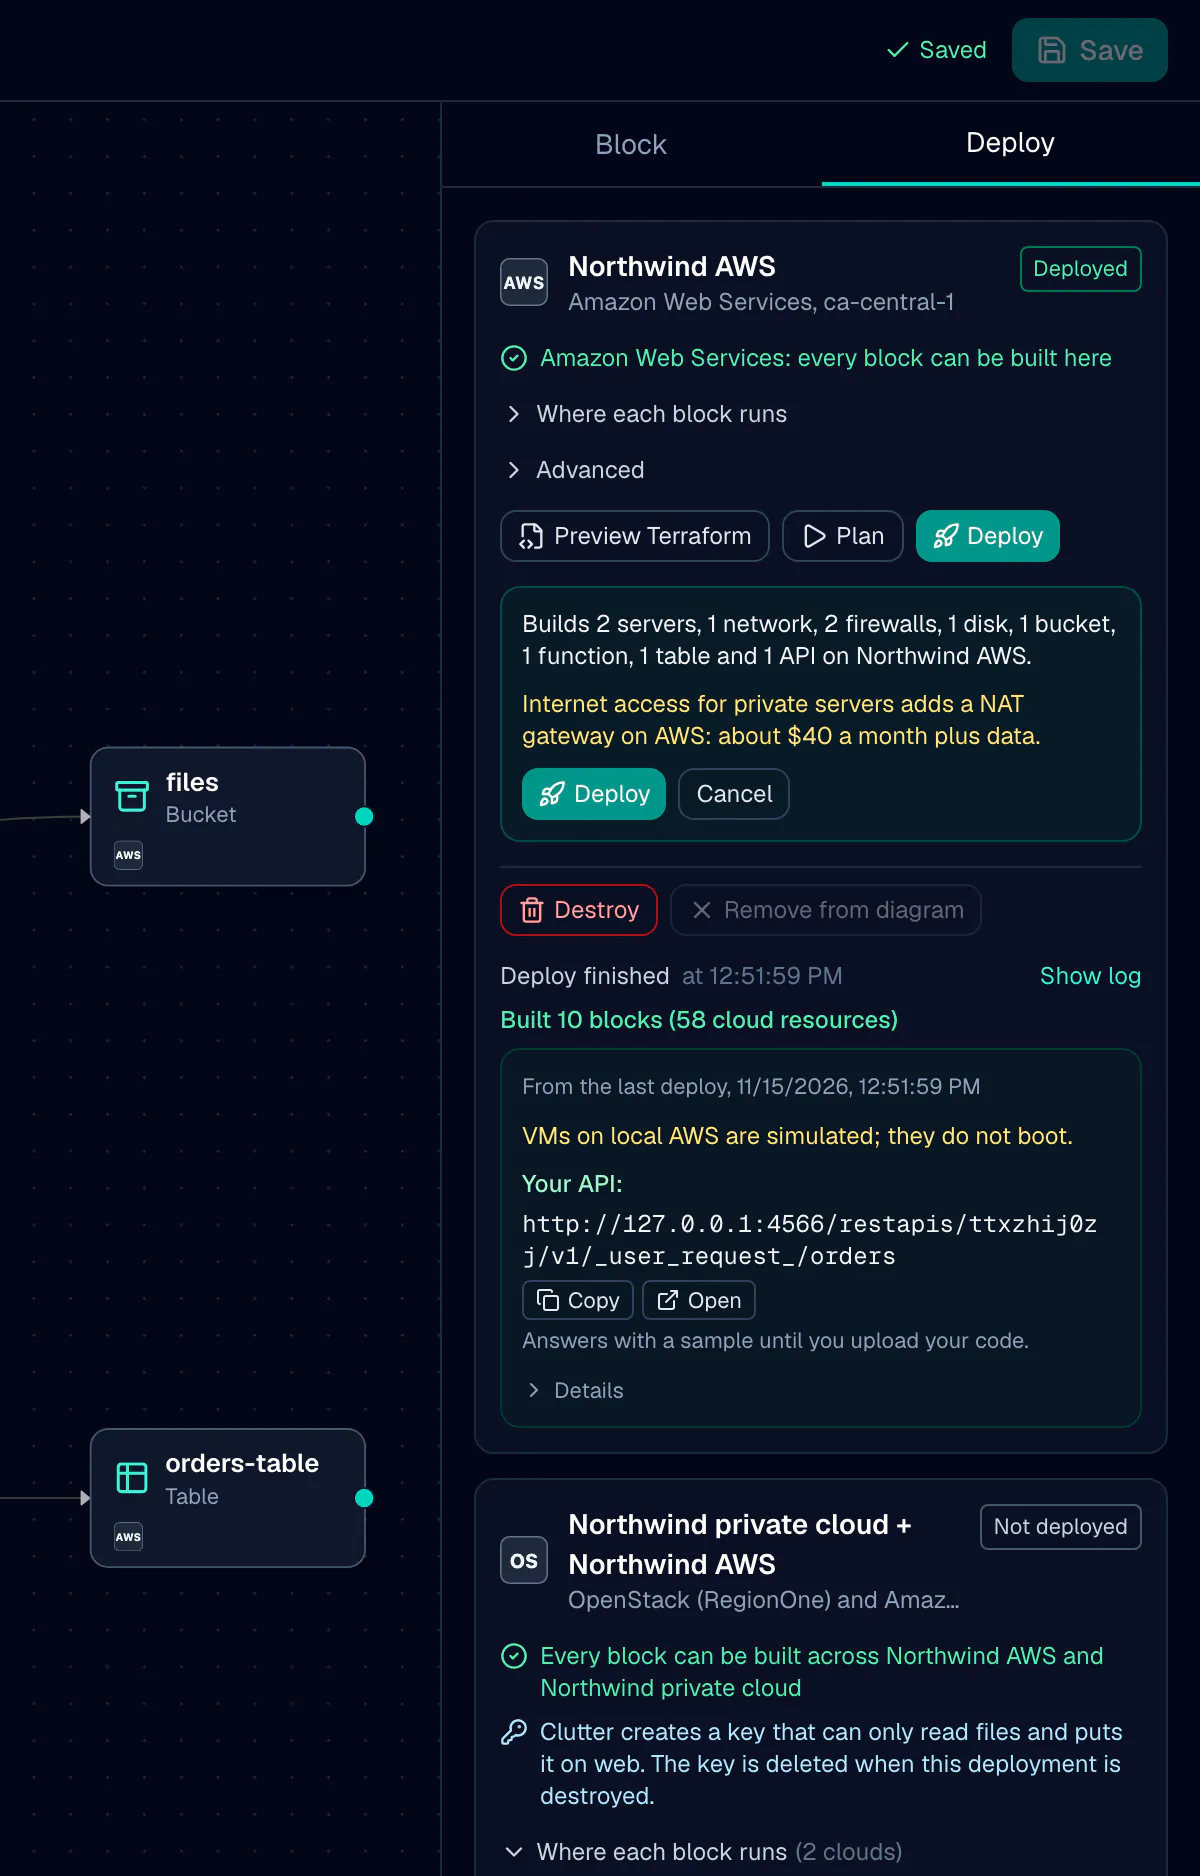 Saved
Save
Block
Deploy
AWS
Northwind AWS
Amazon Web Services, ca-central-1
Deployed
Amazon Web Services: every block can be built here
Where each block runs
Advanced
Preview Terraform
Plan
Deploy
Builds 2 servers, 1 network, 2 firewalls, 1 disk, 1 bucket,
1 function, 1 table and 1 API on Northwind AWS.
Internet access for private servers adds a NAT
gateway on AWS: about $40 a month plus data.
Deploy
Cancel
files
Bucket
AWS
Destroy
Remove from diagram
Deploy finished at 12:51:59 PM
Show log
Built 10 blocks (58 cloud resources)
From the last deploy, 11/15/2026, 12:51:59 PM
VMs on local AWS are simulated; they do not boot.
Your API:
http://127.0.0.1:4566/restapis/ttxzhij0z
j/v1/_user_request_/orders
Copy
Open
Answers with a sample until you upload your code.
Details
orders-table
Table
AWS
OS
Northwind private cloud +
Northwind AWS
OpenStack (RegionOne) and Amaz...
Not deployed
Every block can be built across Northwind AWS and
Northwind private cloud
Clutter creates a key that can only read files and puts
it on web. The key is deleted when this deployment is
destroyed.
Where each block runs (2 clouds)